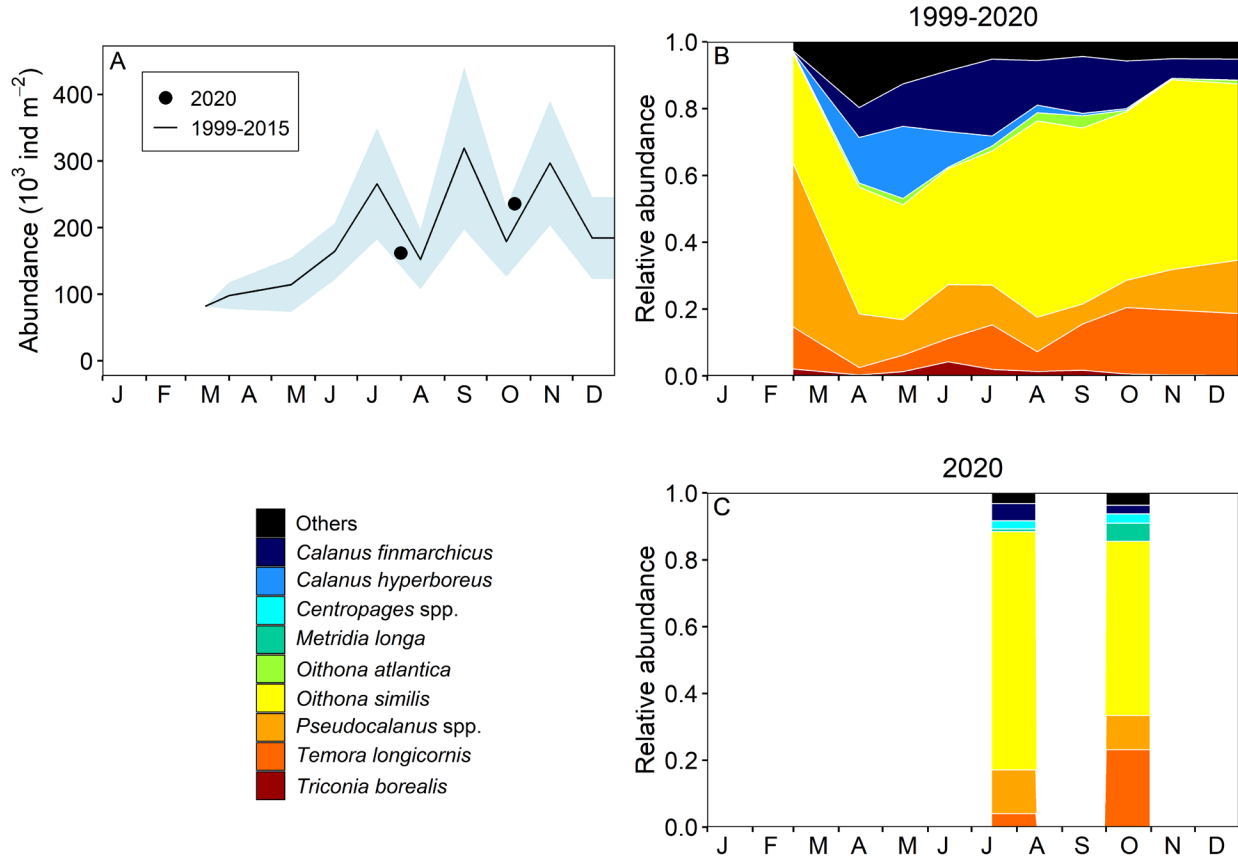 1999-2020
A
2020
1999-2015
Abundance (10³ ind m⁻²)
400
300
200
100
0
J F M A M J J A S O N D
B
Relative abundance
1.0
0.8
0.6
0.4
0.2
0.0
J F M A M J J A S O N D
2020
C
Relative abundance
1.0
0.8
0.6
0.4
0.2
0.0
J F M A M J J A S O N D
Others
Calanus finmarchicus
Calanus hyperboreus
Centropages spp.
Metridia longa
Oithona atlantica
Oithona similis
Pseudocalanus spp.
Temora longicornis
Triconia borealis